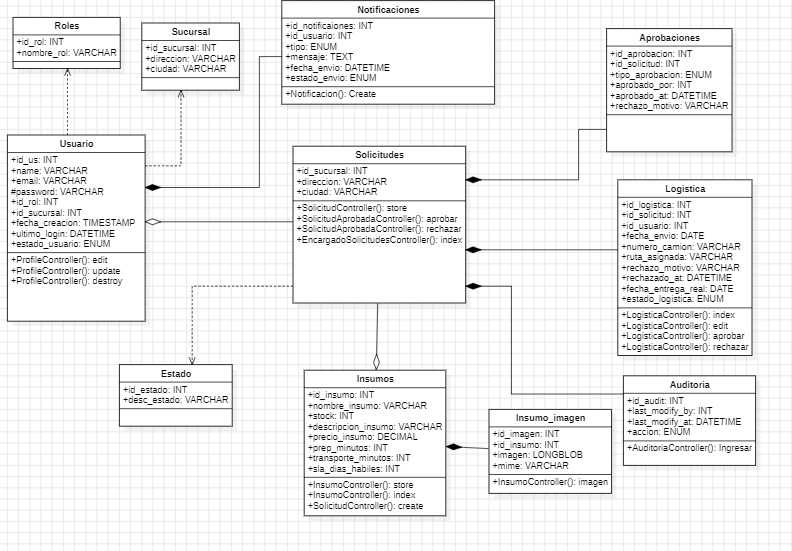 Roles
+id_rol: INT
+nombre_rol: VARCHAR
Sucursal
+id_sucursal: INT
+direccion: VARCHAR
+ciudad: VARCHAR
Notificaciones
+id_notificaiones: INT
+id_usuario: INT
+tipo: ENUM
+mensaje: TEXT
+fecha_envio: DATETIME
+estado_envio: ENUM
+Notificacion(): Create
Aprobaciones
+id_aprobacion: INT
+id_solicitud: INT
+tipo_aprobacion: ENUM
+aprobado_por: INT
+aprobado_at: DATETIME
+rechazo_motivo: VARCHAR
Usuario
+id_us: INT
+name: VARCHAR
+email: VARCHAR
#password: VARCHAR
+id_rol: INT
+id_sucursal: INT
+fecha_creacion: TIMESTAMP
+ultimo_login: DATETIME
+estado_usuario: ENUM
+ProfileController(): edit
+ProfileController(): update
+ProfileController(): destroy
Solicitudes
+id_sucursal: INT
+direccion: VARCHAR
+ciudad: VARCHAR
+SolicitudController(): store
+SolicitudAprobadaController(): aprobar
+SolicitudAprobadaController(): rechazar
+EncargadoSolicitudesController(): index
Logistica
+id_logistica: INT
+id_solicitud: INT
+id_usuario: INT
+fecha_envio: DATE
+numero_camion: VARCHAR
+ruta_asignada: VARCHAR
+rechazo_motivo: VARCHAR
+rechazado_at: DATETIME
+fecha_entrega_real: DATE
+estado_logistica: ENUM
+LogisticaController(): index
+LogisticaController(): edit
+LogisticaController(): aprobar
+LogisticaController(): rechazar
Estado
+id_estado: INT
+desc_estado: VARCHAR
Insumos
+id_insumo: INT
+nombre_insumo: VARCHAR
+stock: INT
+descripcion_insumo: VARCHAR
+precio_insumo: DECIMAL
+prep_minutos: INT
+transporte_minutos: INT
+sla_dias_habiles: INT
+InsumoController(): store
+InsumoController(): index
+SolicitudController(): create
Insumo_imagen
+id_imagen: INT
+id_insumo: INT
+imagen: LONGBLOB
+mime: VARCHAR
+InsumoController(): imagen
Auditoria
+id_audit: INT
+last_modify_by: INT
+last_modify_at: DATETIME
+accion: ENUM
+AuditoriaController(): Ingresar